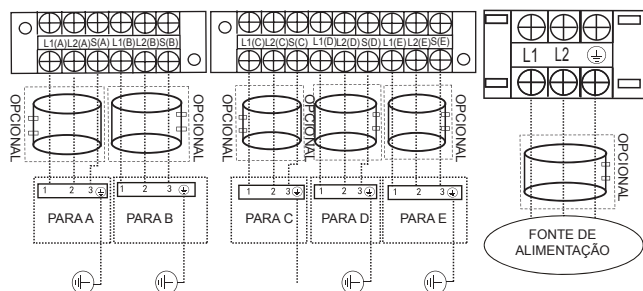 L1(A) L2(A) S(A) L1(B) L2(B) S(B)
L1(C) L2(C) S(C) L1(D) L2(D) S(D) L1(E) L2(E) S(E)
L1 L2
OPCIONAL
OPCIONAL
OPCIONAL
OPCIONAL
OPCIONAL
OPCIONAL
1 2 3
1 2 3
1 2 3
1 2 3
1 2 3
PARA A
PARA B
PARA C
PARA D
PARA E
FONTE DE
ALIMENTAÇÃO